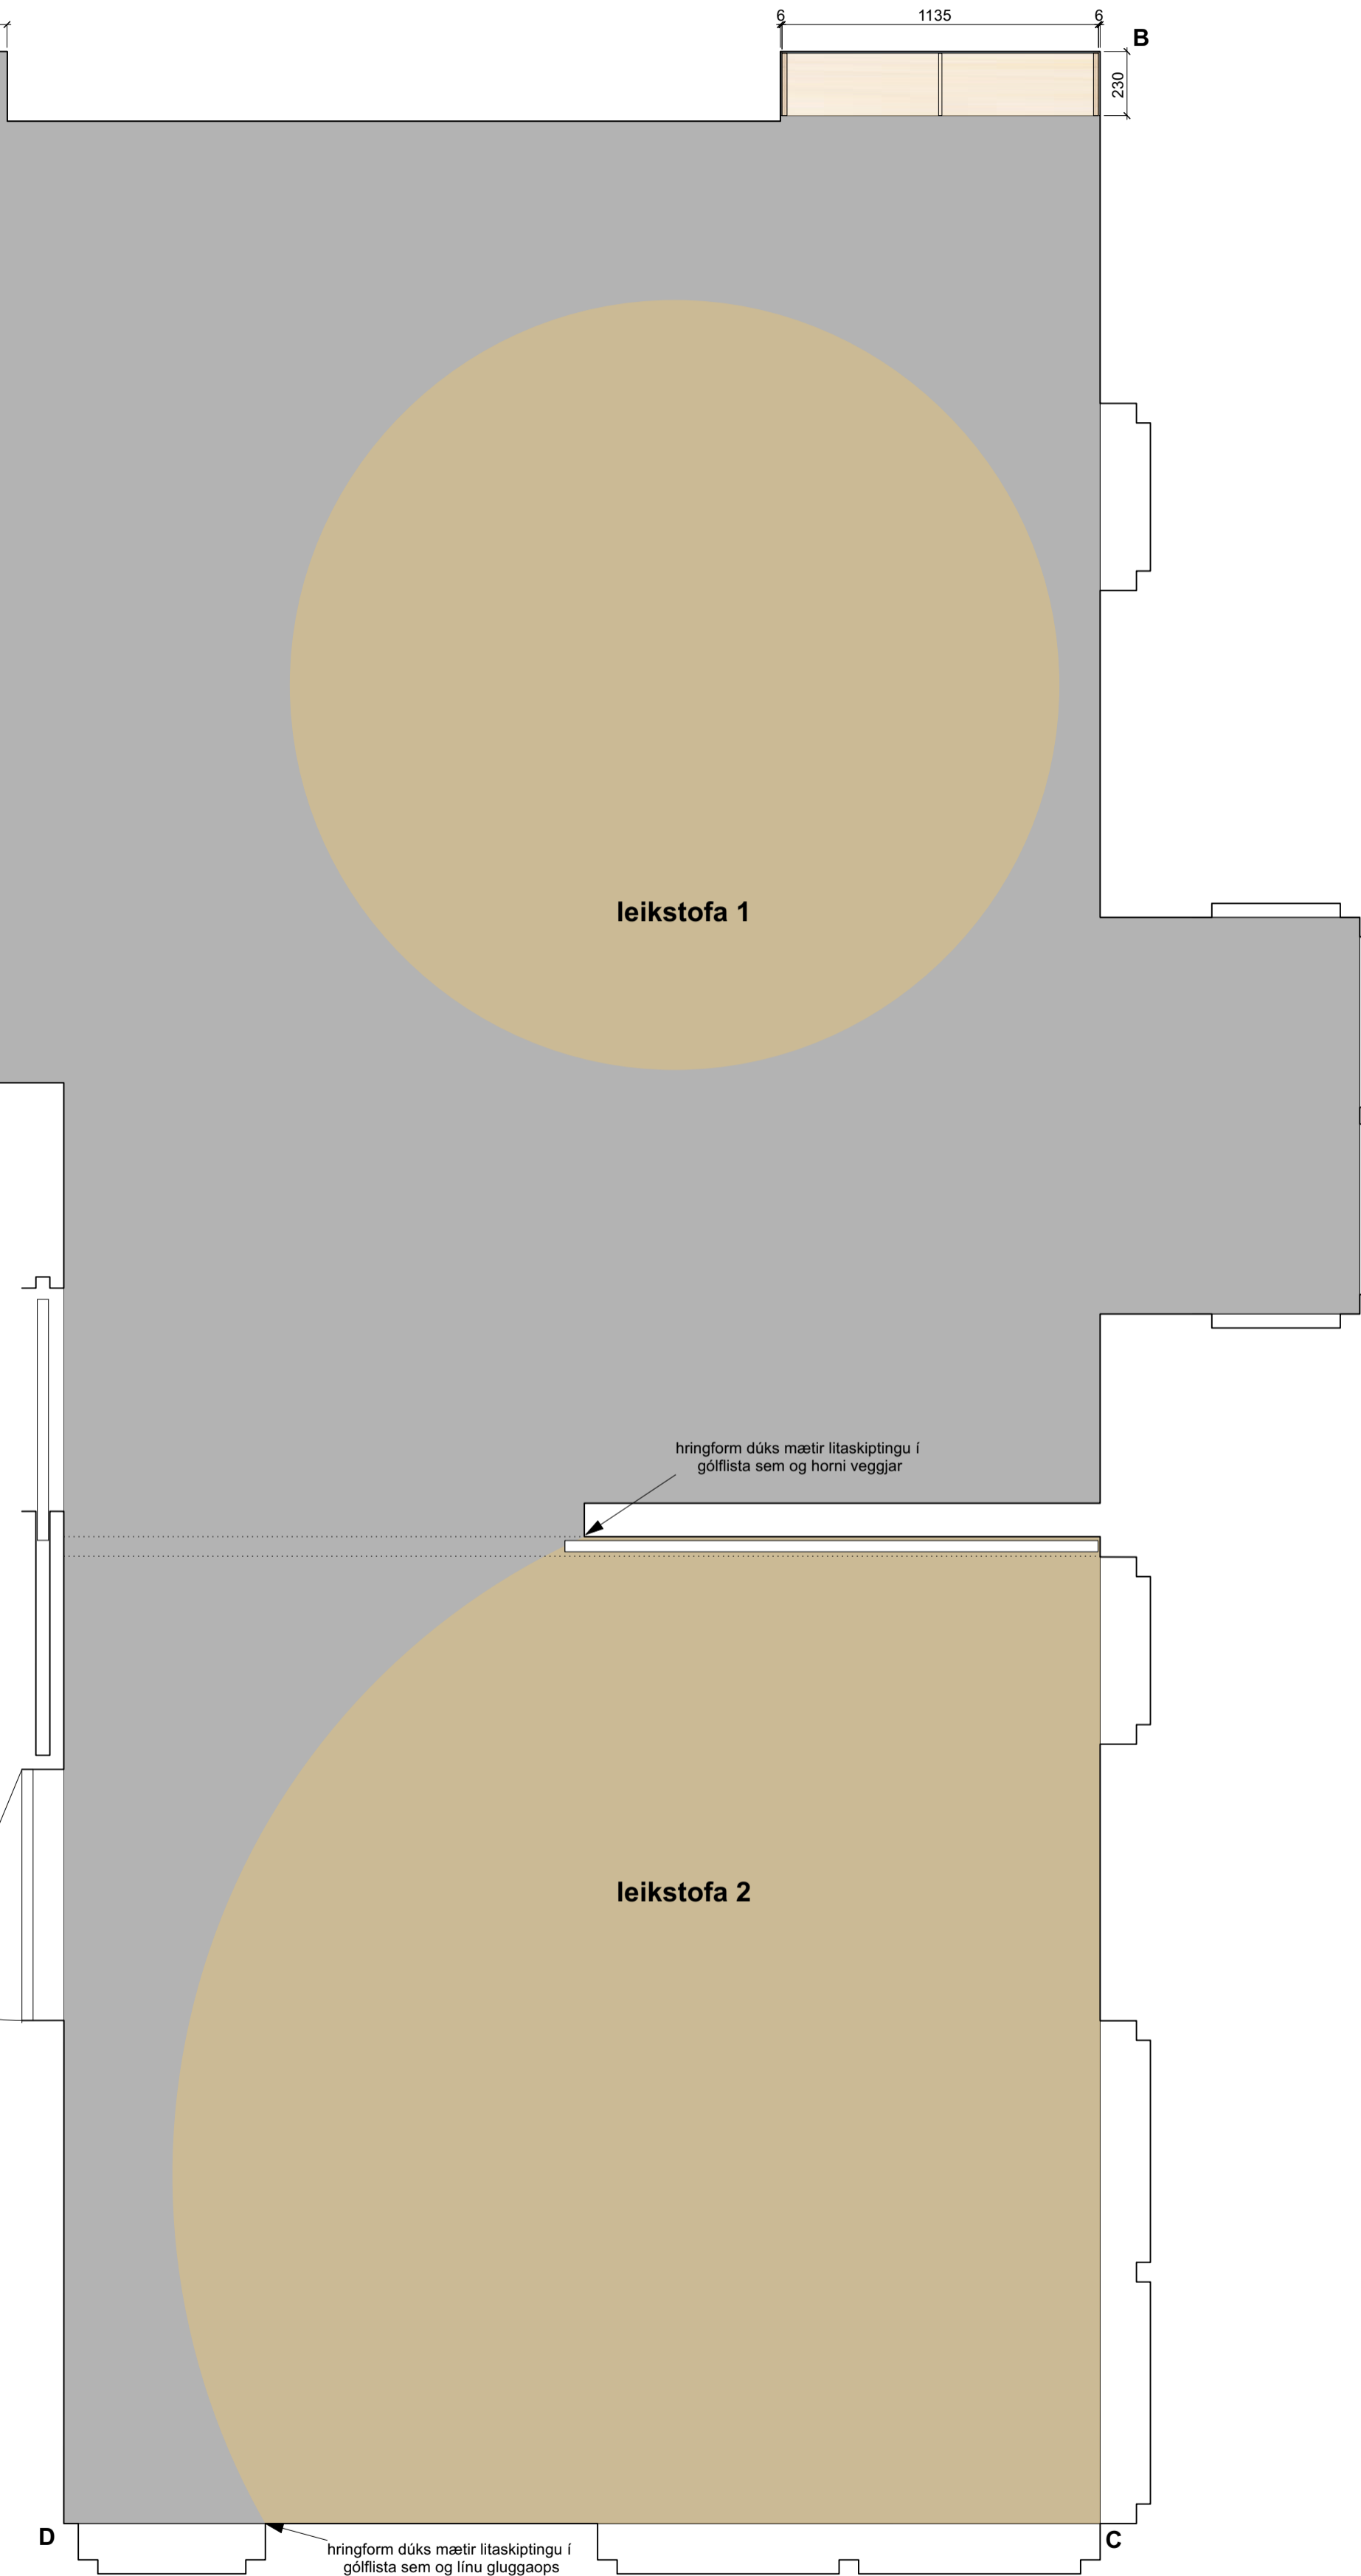 6
1135
6
B
230
leikstofa 1
hringform dúks mætir litaskiptingu í
gólflista sem og horni veggjar
leikstofa 2
D
C
hringform dúks mætir litaskiptingu í
gólflista sem og línu gluggaops